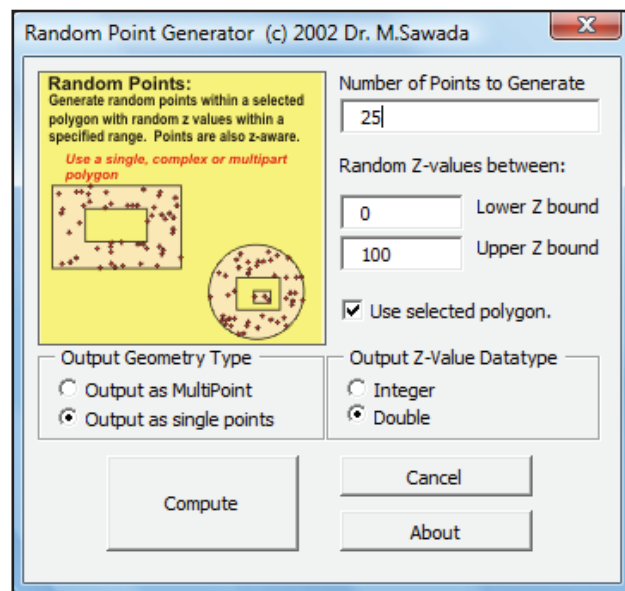 Random Point Generator (c) 2002 Dr. M.Sawada
Random Points:
Generate random points within a selected
polygon with random z values within a
specified range. Points are also z-aware.
Use a single, complex or multipart
polygon
Number of Points to Generate
25
Random Z-values between:
0 Lower Z bound
100 Upper Z bound
Use selected polygon.
Output Geometry Type
Output as MultiPoint
Output as single points
Output Z-Value Datatype
Integer
Double
Compute
Cancel
About